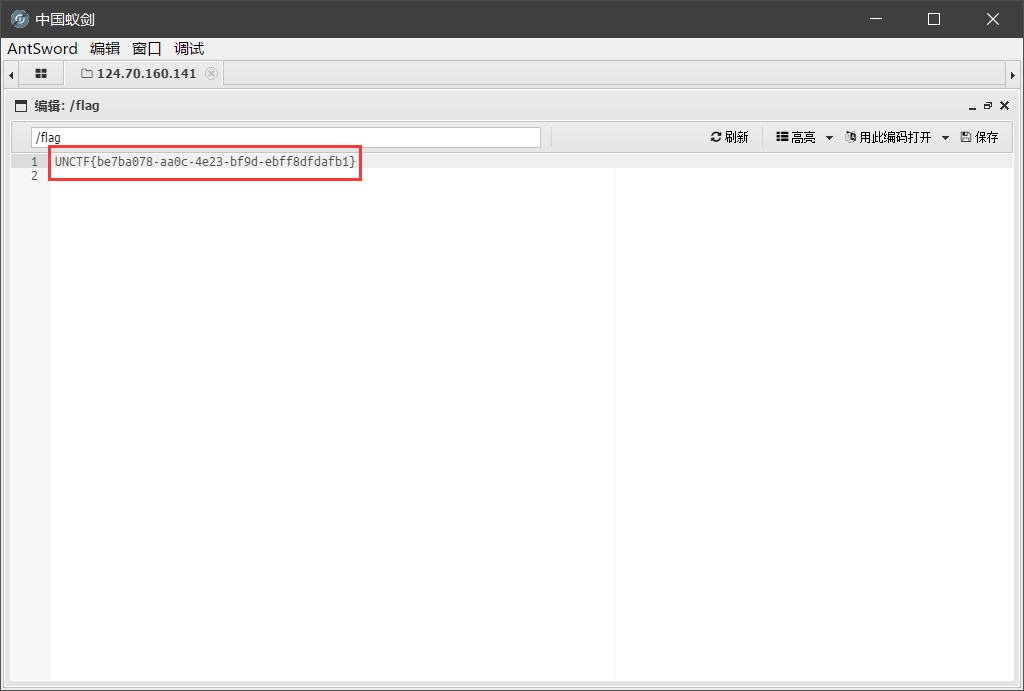 中国蚁剑
AntSword 编辑 窗口 调试
124.70.160.141
编辑: /flag
/flag 刷新 高亮 用此编码打开 保存
1 UNCTF{be7ba078-aa0c-4e23-bf9d-ebff8dfdafb1}
2